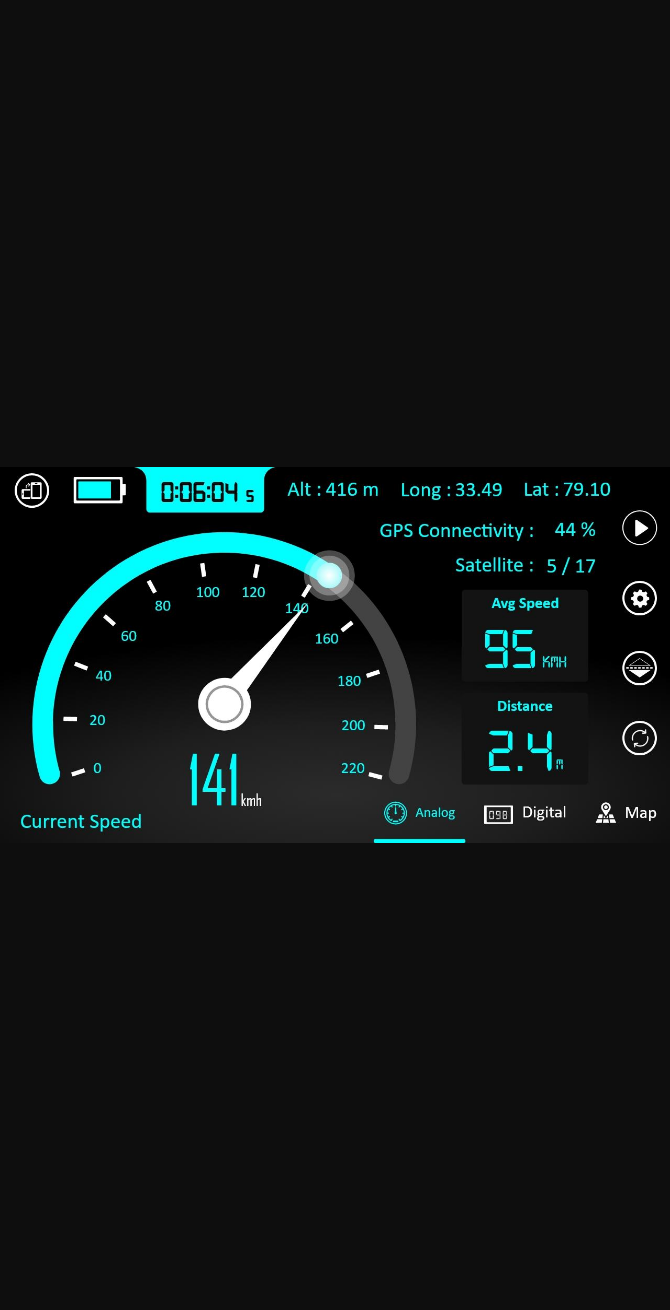 0:06:04 s
Alt : 416 m Long : 33.49 Lat : 79.10
GPS Connectivity : 44 %
Satellite : 5 / 17
Avg Speed
95 KMH
Distance
2.4 m
0
20
40
60
80
100
120
140
160
180
200
220
141 kmh
Current Speed
Analog
098 Digital
Map